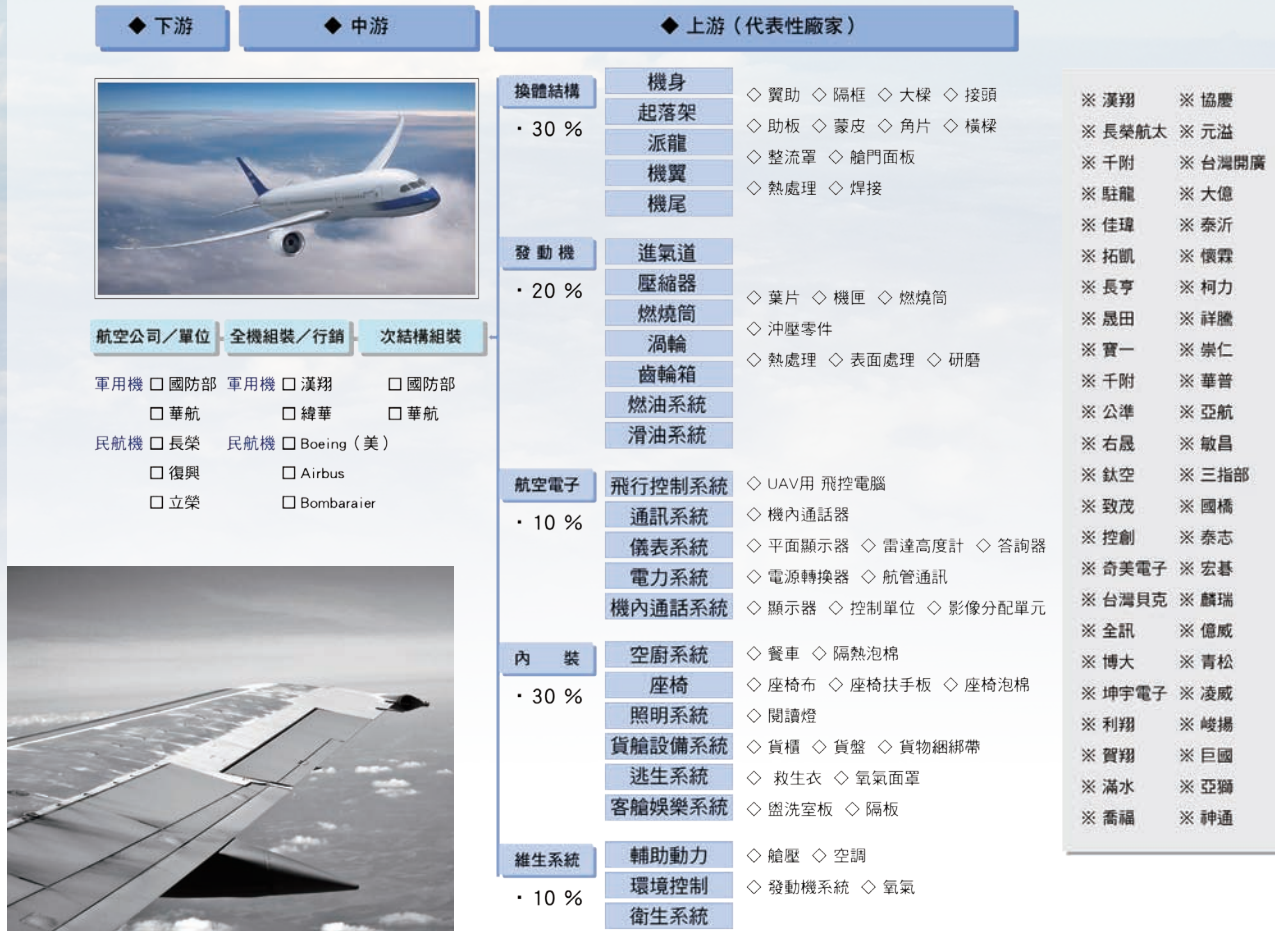 ◆ 下游
◆ 中游
◆ 上游（代表性廠家）
航空公司／單位
全機組裝／行銷
次結構組裝
軍用機 □ 國防部
□ 華航
民航機 □ 長榮
□ 復興
□ 立榮
軍用機 □ 漢翔
□ 緯華
民航機 □ Boeing（美）
□ Airbus
□ Bombaraier
□ 國防部
□ 華航
換體結構
· 30 %
機身
起落架
派龍
機翼
機尾
◇ 翼助 ◇ 隔框 ◇ 大樑 ◇ 接頭
◇ 助板 ◇ 蒙皮 ◇ 角片 ◇ 橫樑
◇ 整流罩 ◇ 艙門面板
◇ 熱處理 ◇ 焊接
發動機
· 20 %
進氣道
壓縮器
燃燒筒
渦輪
齒輪箱
燃油系統
滑油系統
◇ 葉片 ◇ 機匣 ◇ 燃燒筒
◇ 沖壓零件
◇ 熱處理 ◇ 表面處理 ◇ 研磨
航空電子
· 10 %
飛行控制系統
通訊系統
儀表系統
電力系統
機內通話系統
◇ UAV用 飛控電腦
◇ 機內通話器
◇ 平面顯示器 ◇ 雷達高度計 ◇ 答詢器
◇ 電源轉換器 ◇ 航管通訊
◇ 顯示器 ◇ 控制單位 ◇ 影像分配單元
內 裝
· 30 %
空廚系統
座椅
照明系統
貨艙設備系統
逃生系統
客艙娛樂系統
◇ 餐車 ◇ 隔熱泡棉
◇ 座椅布 ◇ 座椅扶手板 ◇ 座椅泡棉
◇ 閱讀燈
◇ 貨櫃 ◇ 貨盤 ◇ 貨物綑綁帶
◇ 救生衣 ◇ 氧氣面罩
◇ 盥洗室板 ◇ 隔板
維生系統
· 10 %
輔助動力
環境控制
衛生系統
◇ 艙壓 ◇ 空調
◇ 發動機系統 ◇ 氧氣
※ 漢翔 ※ 協慶
※ 長榮航太 ※ 元溢
※ 千附 ※ 台灣開廣
※ 駐龍 ※ 大億
※ 佳瑋 ※ 泰沂
※ 拓凱 ※ 懷霖
※ 長亨 ※ 柯力
※ 晟田 ※ 祥騰
※ 寶一 ※ 崇仁
※ 千附 ※ 華普
※ 公準 ※ 亞航
※ 右晟 ※ 敏昌
※ 鈦空 ※ 三指部
※ 致茂 ※ 國橋
※ 控創 ※ 泰志
※ 奇美電子 ※ 宏碁
※ 台灣貝克 ※ 麟瑞
※ 全訊 ※ 億威
※ 博大 ※ 青松
※ 坤宇電子 ※ 凌威
※ 利翔 ※ 峻揚
※ 賀翔 ※ 巨國
※ 滿水 ※ 亞獅
※ 喬福 ※ 神通